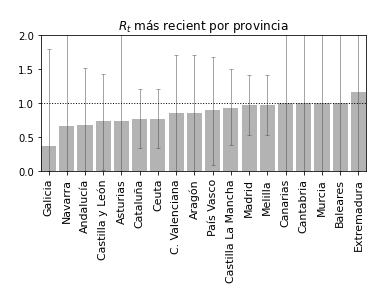 R_t más recient por provincia
2.0
1.5
1.0
0.5
0.0
Galicia
Navarra
Andalucía
Castilla y León
Asturias
Cataluña
Ceuta
C. Valenciana
Aragón
País Vasco
Castilla La Mancha
Madrid
Melilla
Canarias
Cantabria
Murcia
Baleares
Extremadura